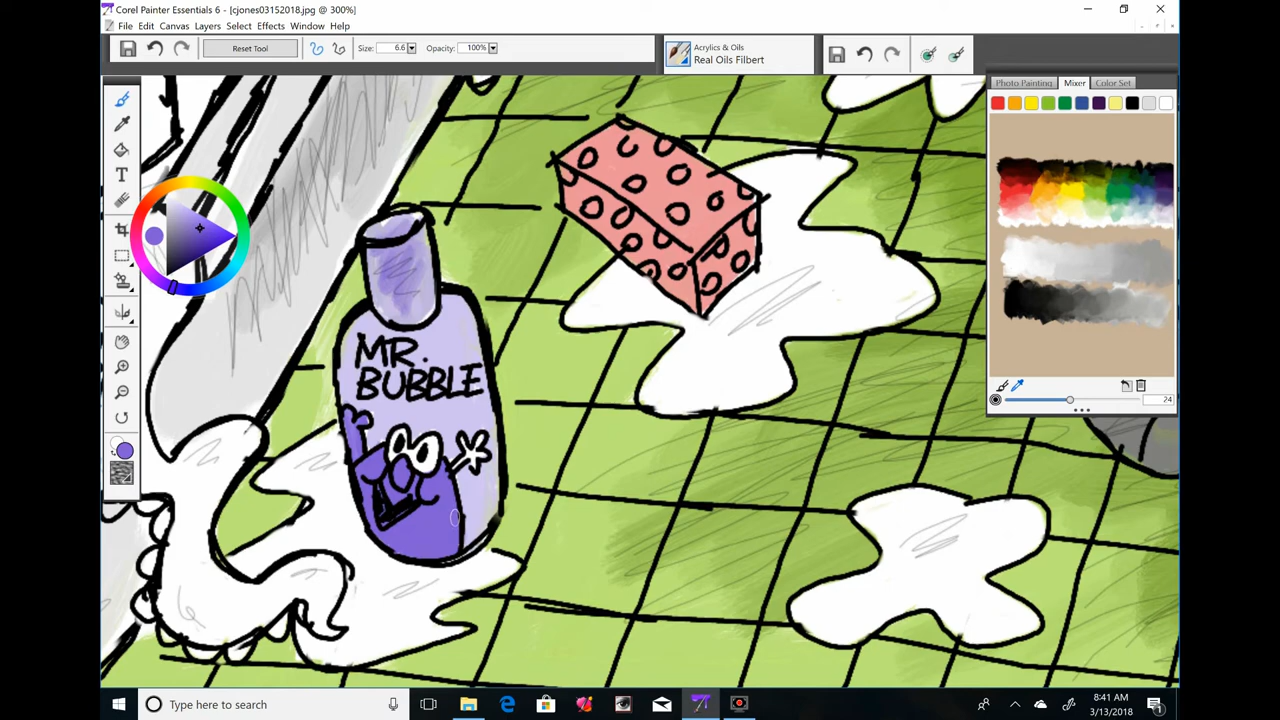 Corel Painter Essentials 6 - [cjones03152018.jpg @ 300%]
File Edit Canvas Layers Select Effects Window Help
Reset Tool
Size: 6.6
Opacity: 100%
Acrylics & Oils
Real Oils Filbert
Photo Painting Mixer Color Set
24
MR.
BUBBLE
Type here to search
8:41 AM
3/13/2018
1